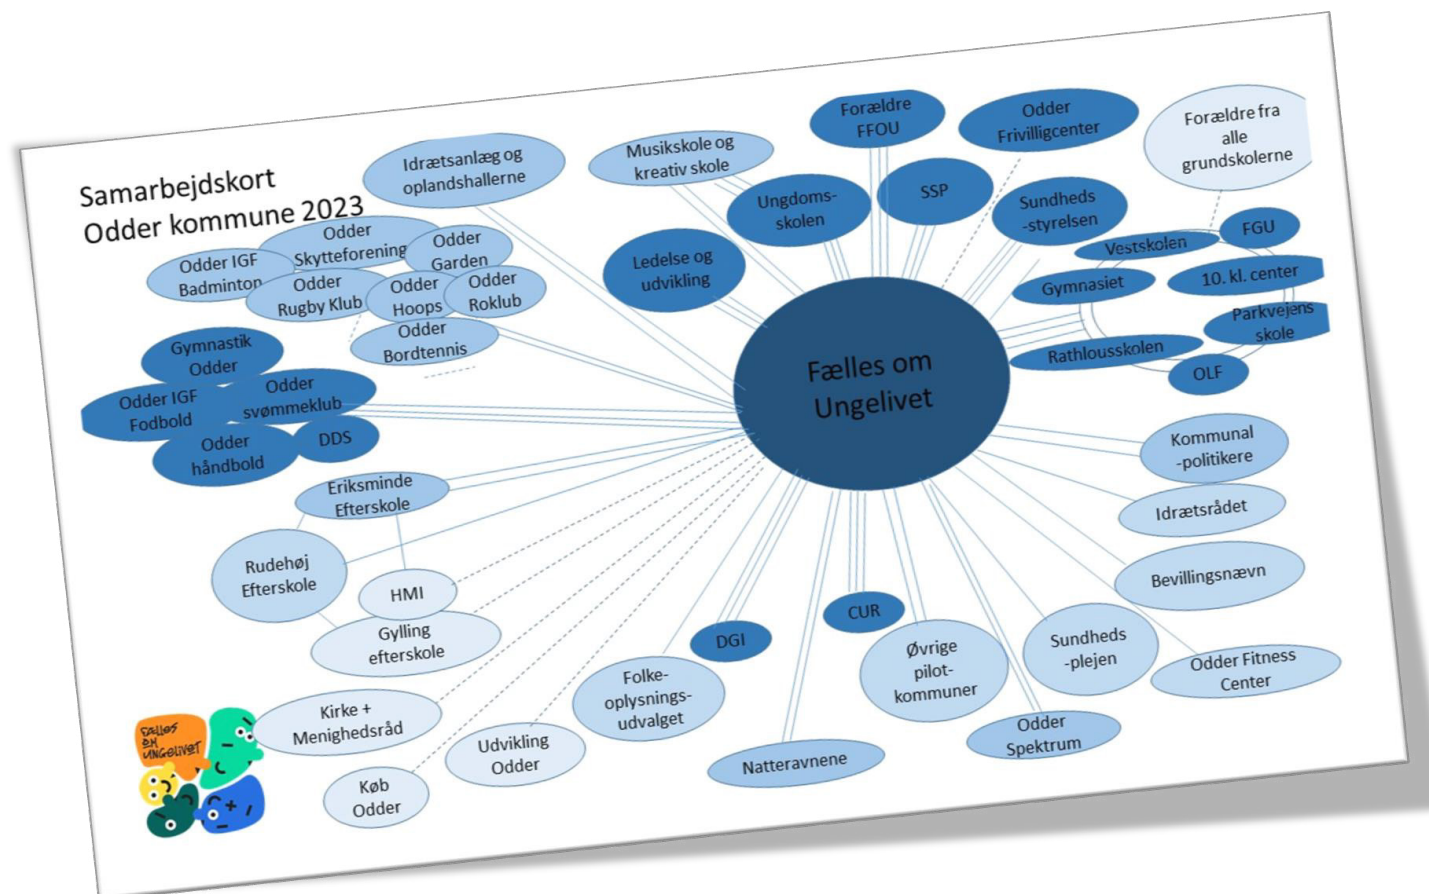 Samarbejdskort
Odder kommune 2023
Idrætsanlæg og
oplandshallerne
Musikskole og
kreativ skole
Forældre
FFOU
Odder
Frivilligcenter
Forældre fra
alle
grundskolerne
Ungdoms-
skolen
SSP
Sundheds
-styrelsen
Ledelse og
udvikling
Vestskolen
FGU
Gymnasiet
10. kl. center
Parkvejens
skole
Rathlousskolen
OLF
Odder
Skytteforening
Odder
Garden
Odder IGF
Badminton
Odder
Rugby Klub
Odder
Hoops
Odder
Roklub
Odder
Bordtennis
Gymnastik
Odder
Odder IGF
Fodbold
Odder
svømmeklub
Odder
håndbold
DDS
Fælles om
Ungelivet
Kommunal
-politikere
Idrætsrådet
Bevillingsnævn
Eriksminde
Efterskole
Rudehøj
Efterskole
HMI
Gylling
efterskole
Kirke +
Menighedsråd
Køb
Odder
Udvikling
Odder
Folke-
oplysnings-
udvalget
DGI
CUR
Natteravnene
Øvrige
pilot-
kommuner
Sundheds
-plejen
Odder
Spektrum
Odder Fitness
Center
FÆLLES
OM
UNGELIVET